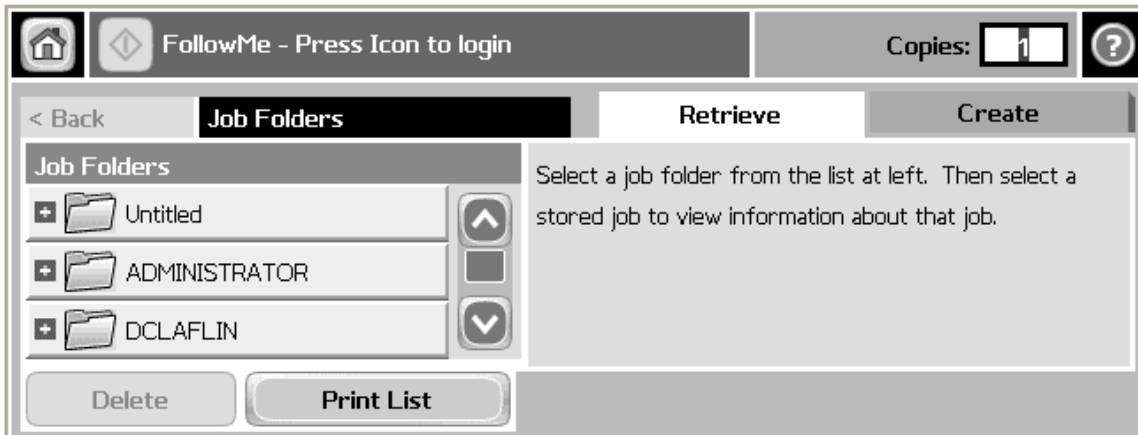 FollowMe - Press Icon to login
Copies: 1
?
< Back
Job Folders
Retrieve
Create
Job Folders
Untitled
ADMINISTRATOR
DCLAFLIN
Select a job folder from the list at left. Then select a
stored job to view information about that job.
Delete
Print List